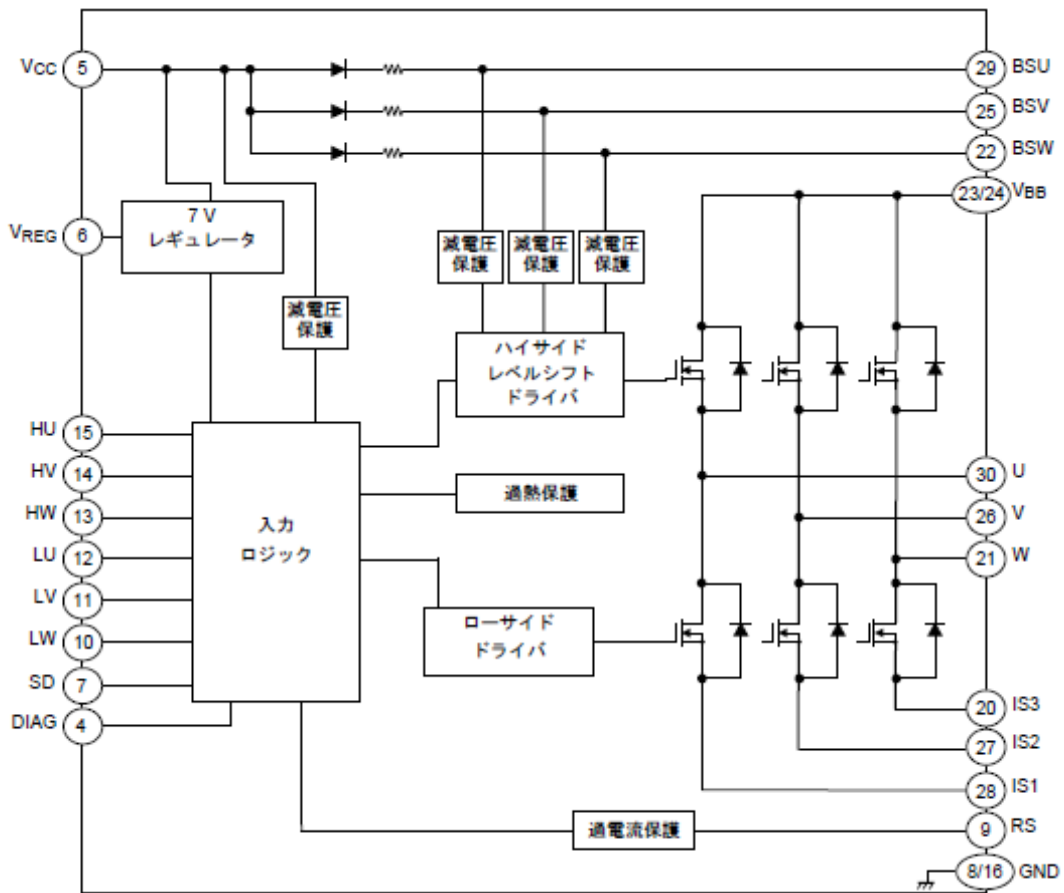 VCC 5
29 BSU
25 BSV
22 BSW
23/24 VBB
VREG 6
7 V
レギュレータ
減電圧
保護
減電圧
保護
減電圧
保護
減電圧
保護
ハイサイド
レベルシフト
ドライバ
HU 15
HV 14
HW 13
LU 12
LV 11
LW 10
SD 7
DIAG 4
入力
ロジック
過熱保護
ローサイド
ドライバ
30 U
26 V
21 W
20 IS3
27 IS2
28 IS1
過電流保護
9 RS
8/16 GND